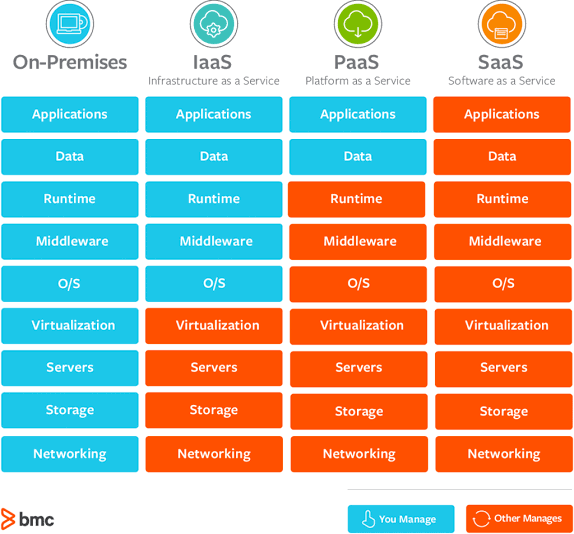 On-Premises IaaS PaaS SaaS
Infrastructure as a Service Platform as a Service Software as a Service
Applications Applications Applications Applications
Data Data Data Data
Runtime Runtime Runtime Runtime
Middleware Middleware Middleware Middleware
O/S O/S O/S O/S
Virtualization Virtualization Virtualization Virtualization
Servers Servers Servers Servers
Storage Storage Storage Storage
Networking Networking Networking Networking
bmc You Manage Other Manages